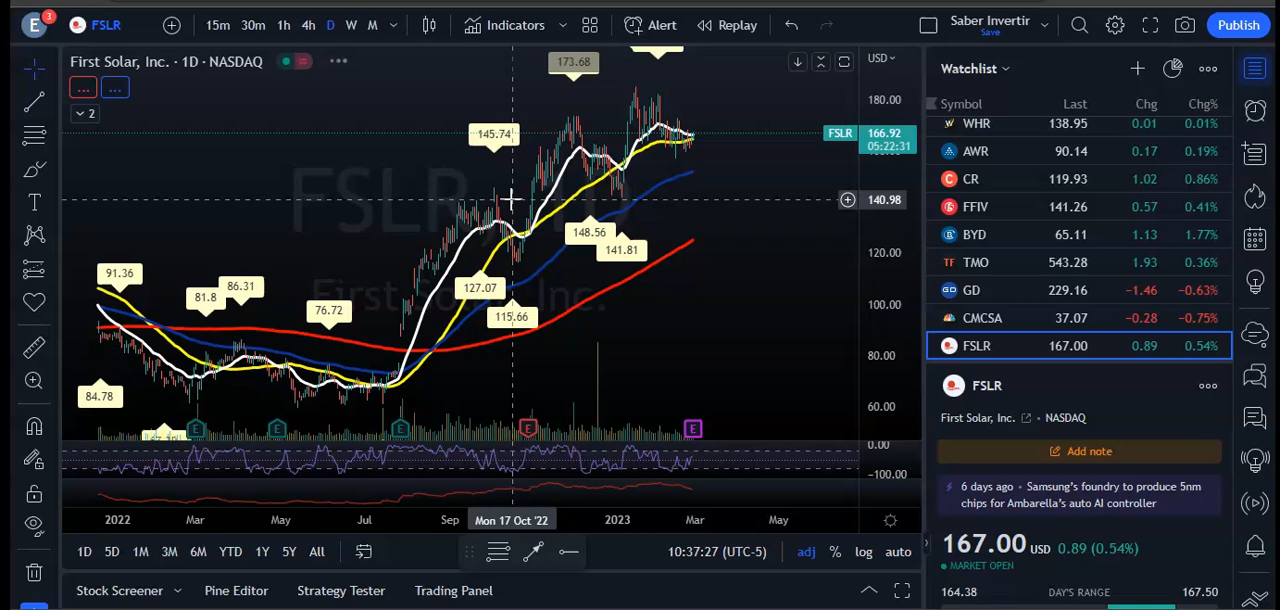 E 3 FSLR 15m 30m 1h 4h D W M Indicators Alert Replay Saber Invertir Save Publish
First Solar, Inc. · 1D · NASDAQ
... ...
2
USD
180.00
FSLR 166.92
05:22:31
140.98
120.00
100.00
80.00
60.00
0.00
−100.00
173.68
145.74
148.56
141.81
127.07
115.66
91.36
81.8
86.31
76.72
84.78
FSLR, 1D
First Solar, Inc.
E E E E E
2022 Mar May Jul Sep Mon 17 Oct '22 2023 Mar May
1D 5D 1M 3M 6M YTD 1Y 5Y All 10:37:27 (UTC-5) adj % log auto
Stock Screener Pine Editor Strategy Tester Trading Panel
Watchlist
Symbol Last Chg Chg%
WHR 138.95 0.01 0.01%
AWR 90.14 0.17 0.19%
CR 119.93 1.02 0.86%
FFIV 141.26 0.57 0.41%
BYD 65.11 1.13 1.77%
TMO 543.28 1.93 0.36%
GD 229.16 −1.46 −0.63%
CMCSA 37.07 −0.28 −0.75%
FSLR 167.00 0.89 0.54%
FSLR
First Solar, Inc. • NASDAQ
Add note
6 days ago • Samsung's foundry to produce 5nm
chips for Ambarella's auto AI controller
167.00 USD 0.89 (0.54%)
MARKET OPEN
164.38 DAY'S RANGE 167.50